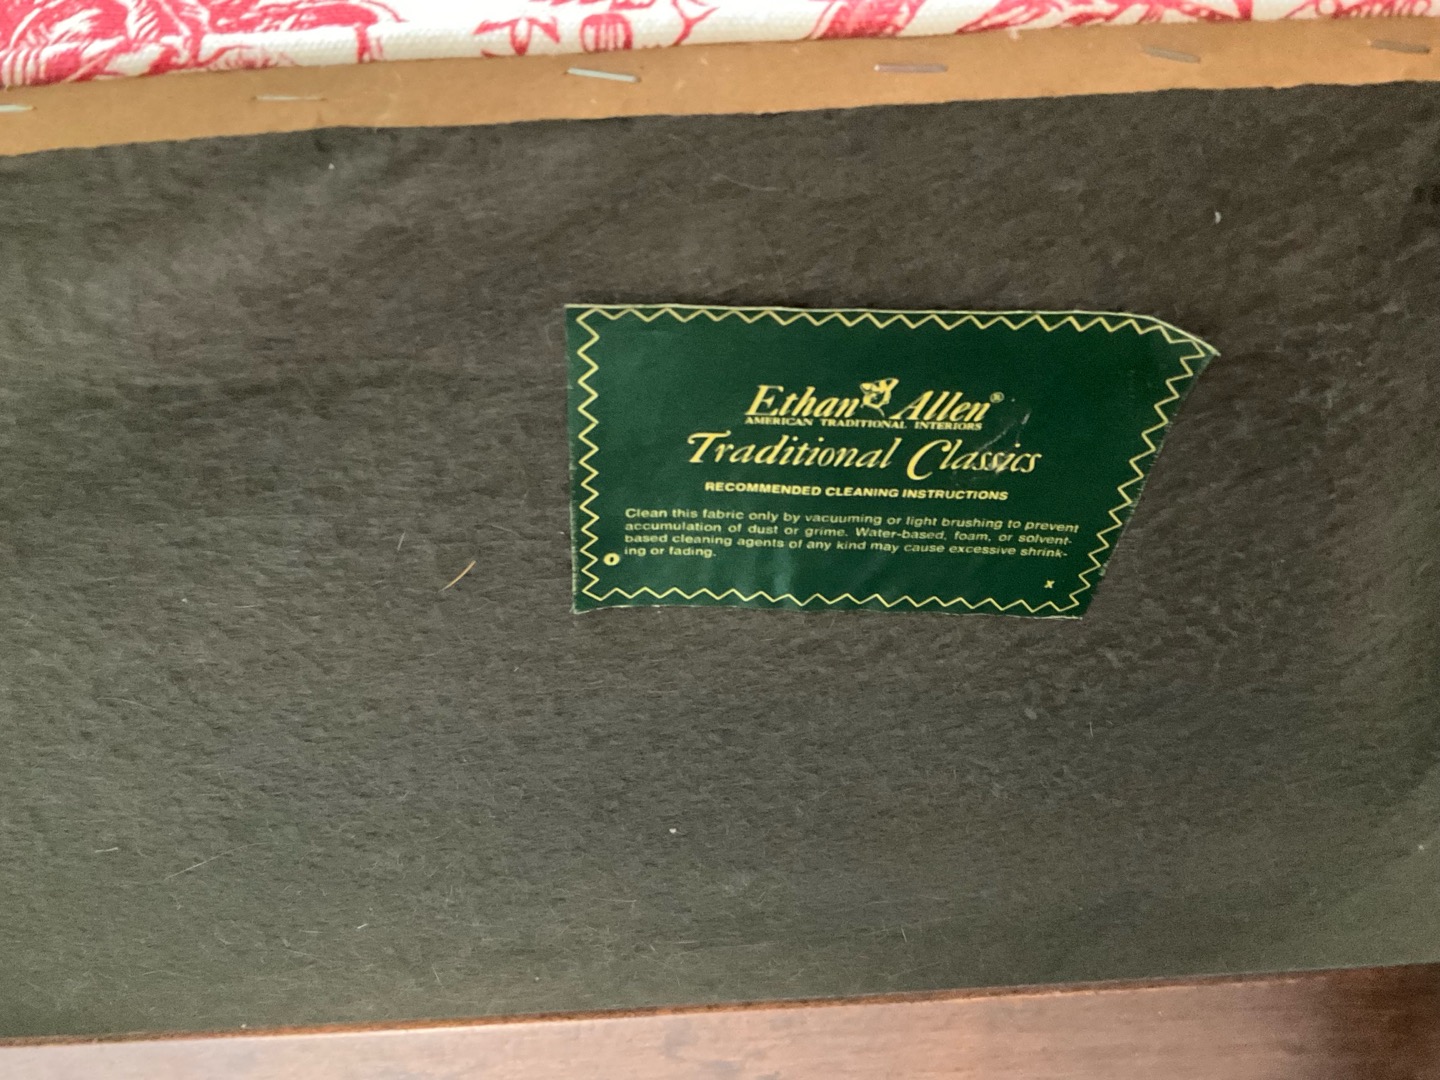 Ethan Allen®
AMERICAN TRADITIONAL INTERIORS
Traditional Classics
RECOMMENDED CLEANING INSTRUCTIONS
Clean this fabric only by vacuuming or light brushing to prevent
accumulation of dust or grime. Water-based, foam, or solvent-
based cleaning agents of any kind may cause excessive shrink-
ing or fading.
x